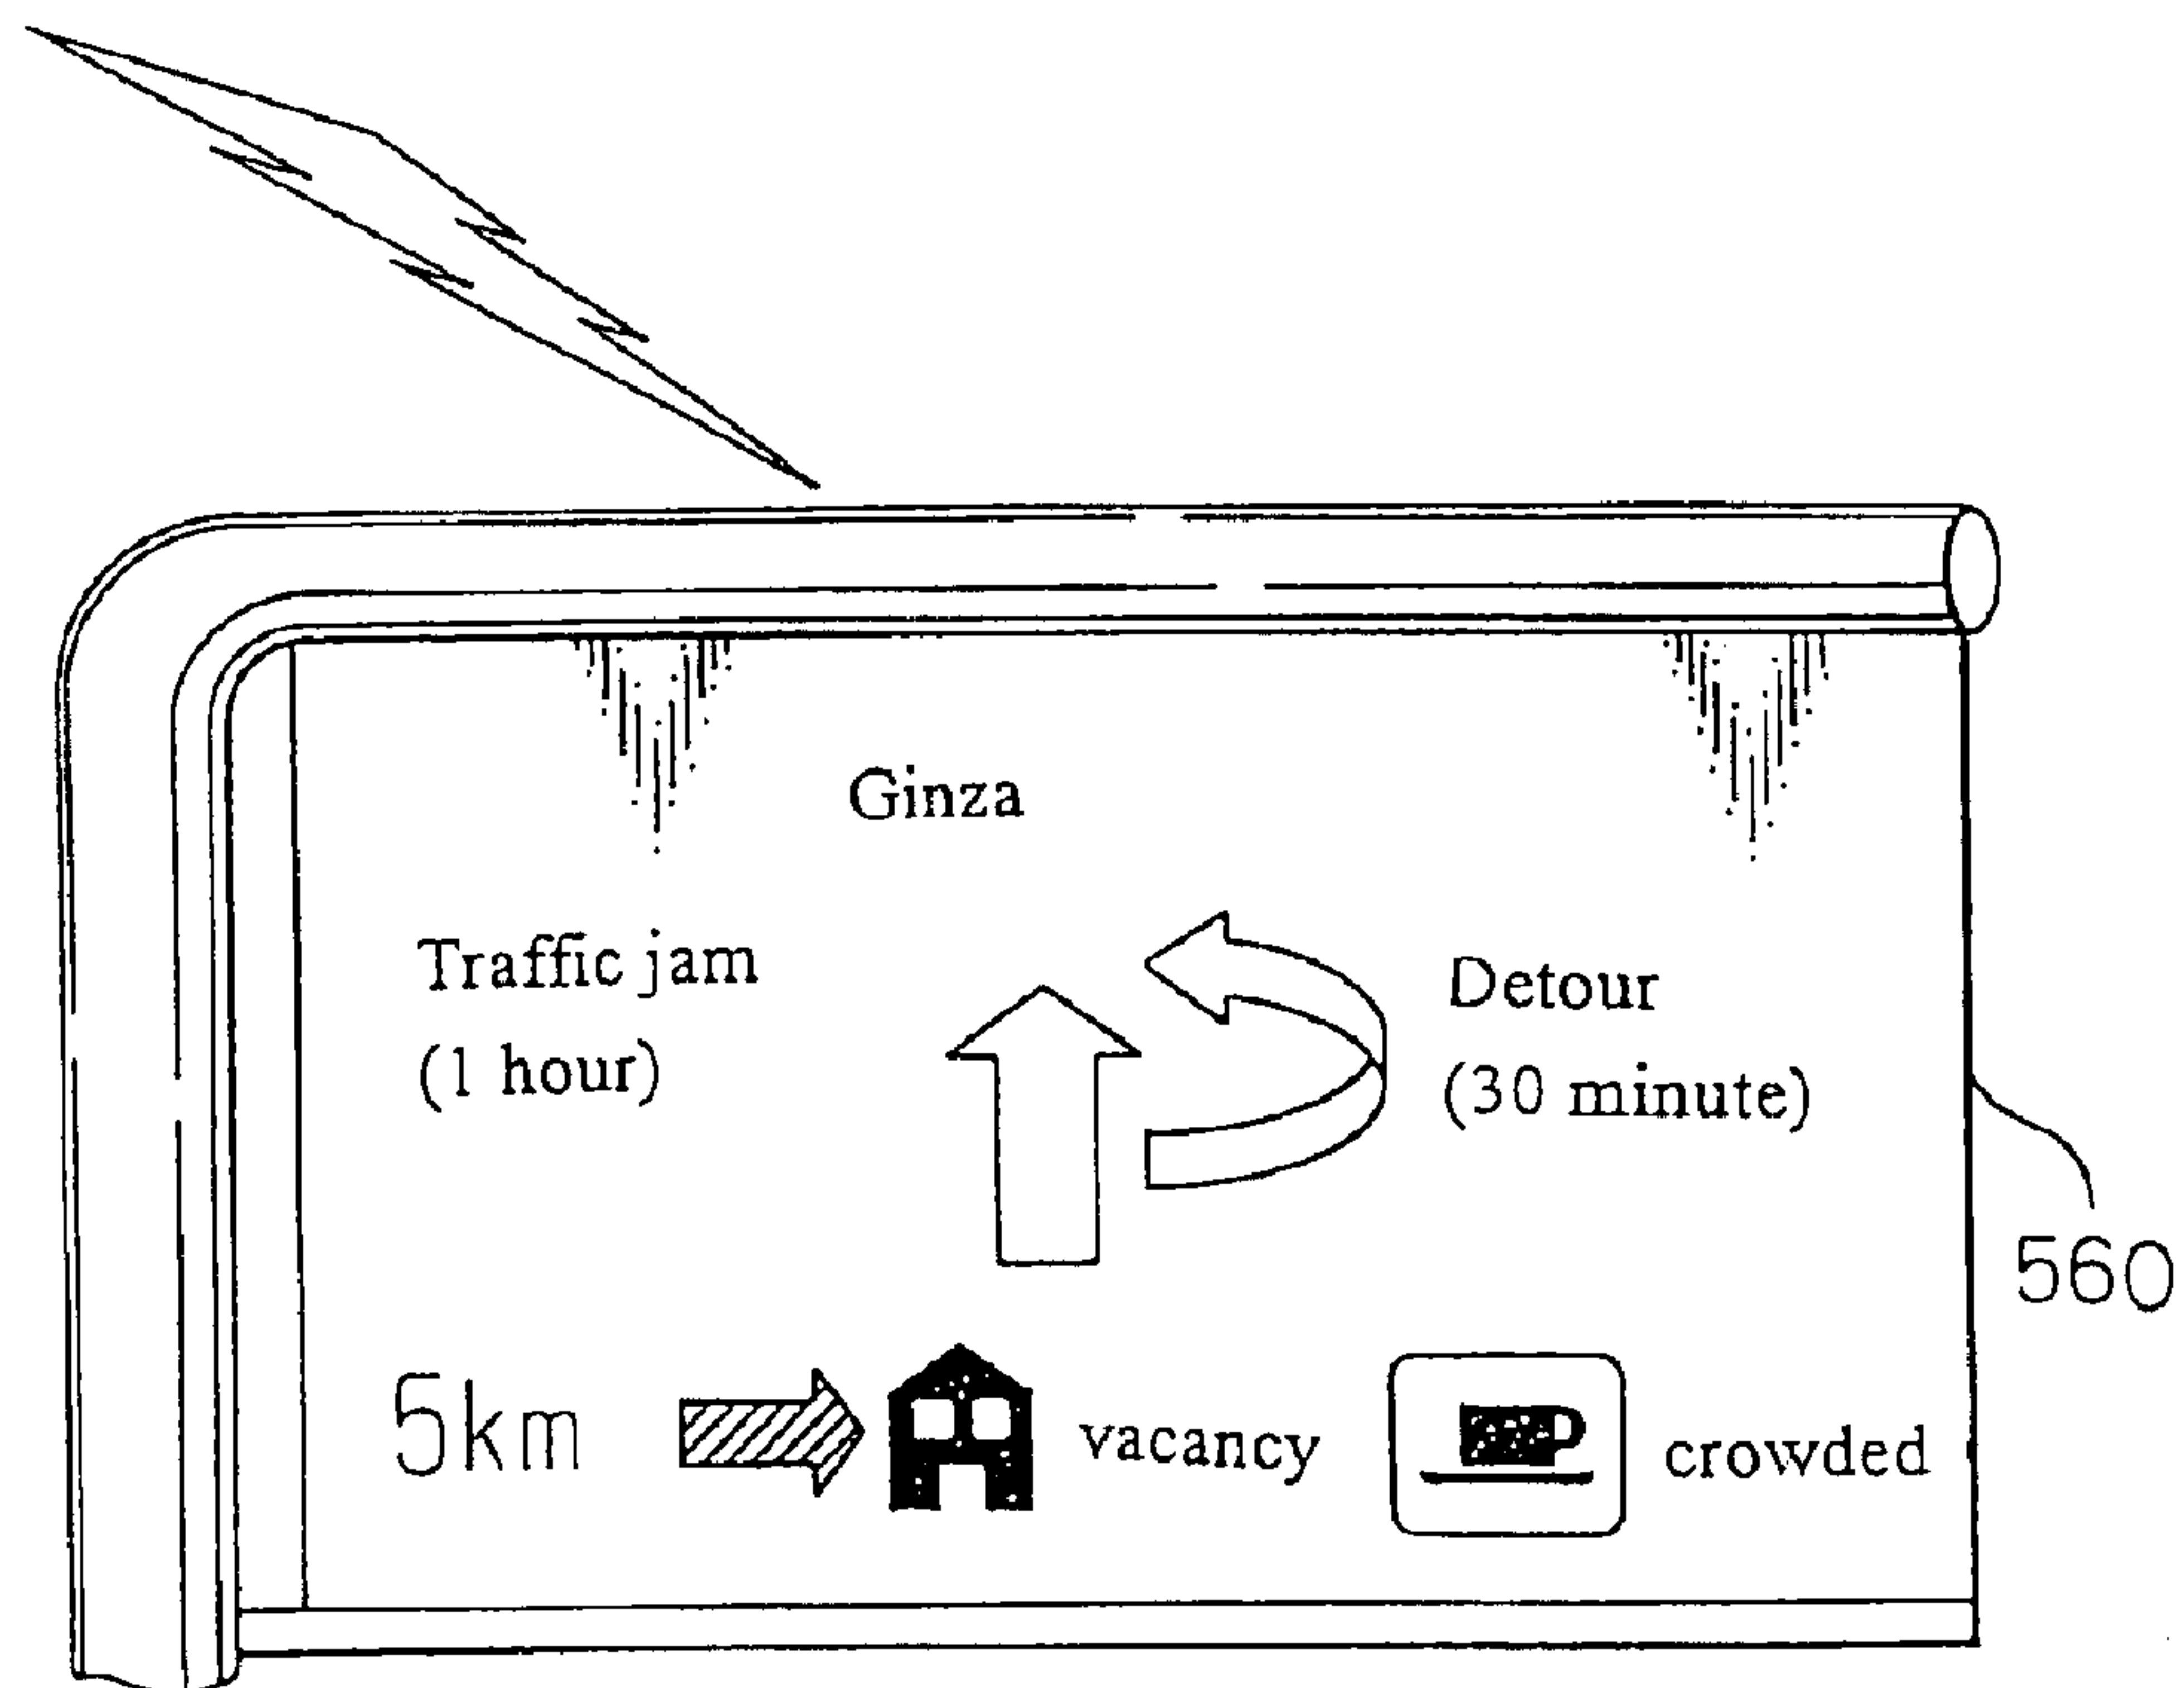 Ginza
Traffic jam
(1 hour)
Detour
(30 minute)
560
5km
vacancy
crowded